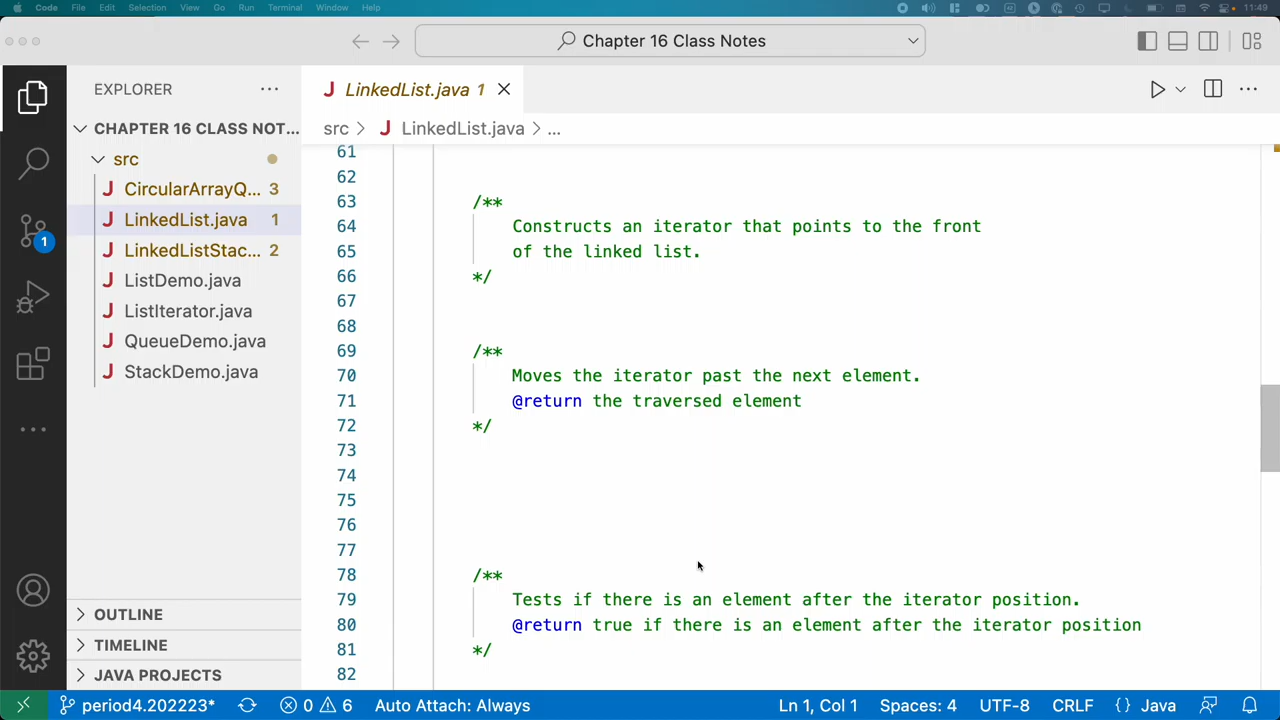 Code File Edit Selection View Go Run Terminal Window Help 11:49
Chapter 16 Class Notes
EXPLORER
LinkedList.java 1
CHAPTER 16 CLASS NOT...
src > LinkedList.java > ...
src
CircularArrayQ... 3
LinkedList.java 1
LinkedListStac... 2
ListDemo.java
ListIterator.java
QueueDemo.java
StackDemo.java
OUTLINE
TIMELINE
JAVA PROJECTS
61
62
63 /**
64 Constructs an iterator that points to the front
65 of the linked list.
66 */
67
68
69 /**
70 Moves the iterator past the next element.
71 @return the traversed element
72 */
73
74
75
76
77
78 /**
79 Tests if there is an element after the iterator position.
80 @return true if there is an element after the iterator position
81 */
82
1
period4.202223* 0 6 Auto Attach: Always Ln 1, Col 1 Spaces: 4 UTF-8 CRLF {} Java